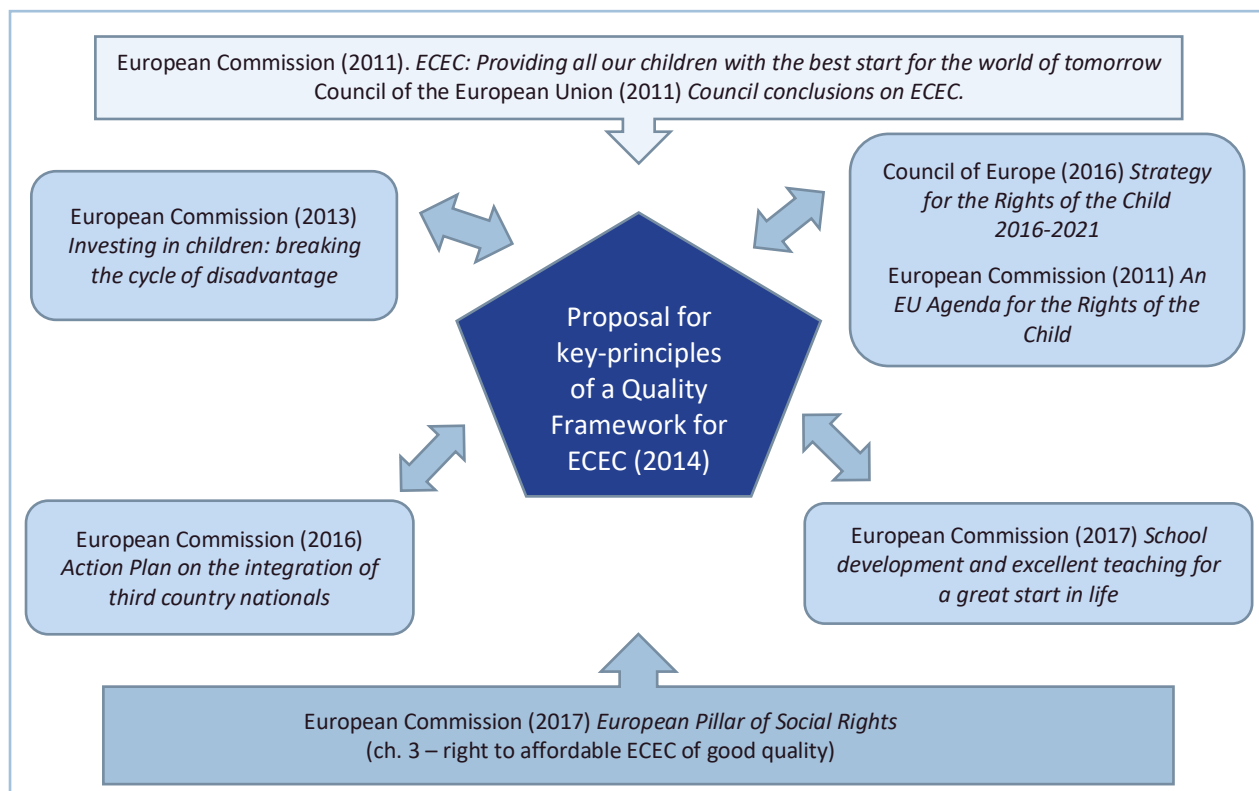 European Commission (2011). ECEC: Providing all our children with the best start for the world of tomorrow
Council of the European Union (2011) Council conclusions on ECEC.
European Commission (2013)
Investing in children: breaking
the cycle of disadvantage
Council of Europe (2016) Strategy
for the Rights of the Child
2016-2021
European Commission (2011) An
EU Agenda for the Rights of the
Child
Proposal for
key-principles
of a Quality
Framework for
ECEC (2014)
European Commission (2016)
Action Plan on the integration of
third country nationals
European Commission (2017) School
development and excellent teaching for
a great start in life
European Commission (2017) European Pillar of Social Rights
(ch. 3 – right to affordable ECEC of good quality)